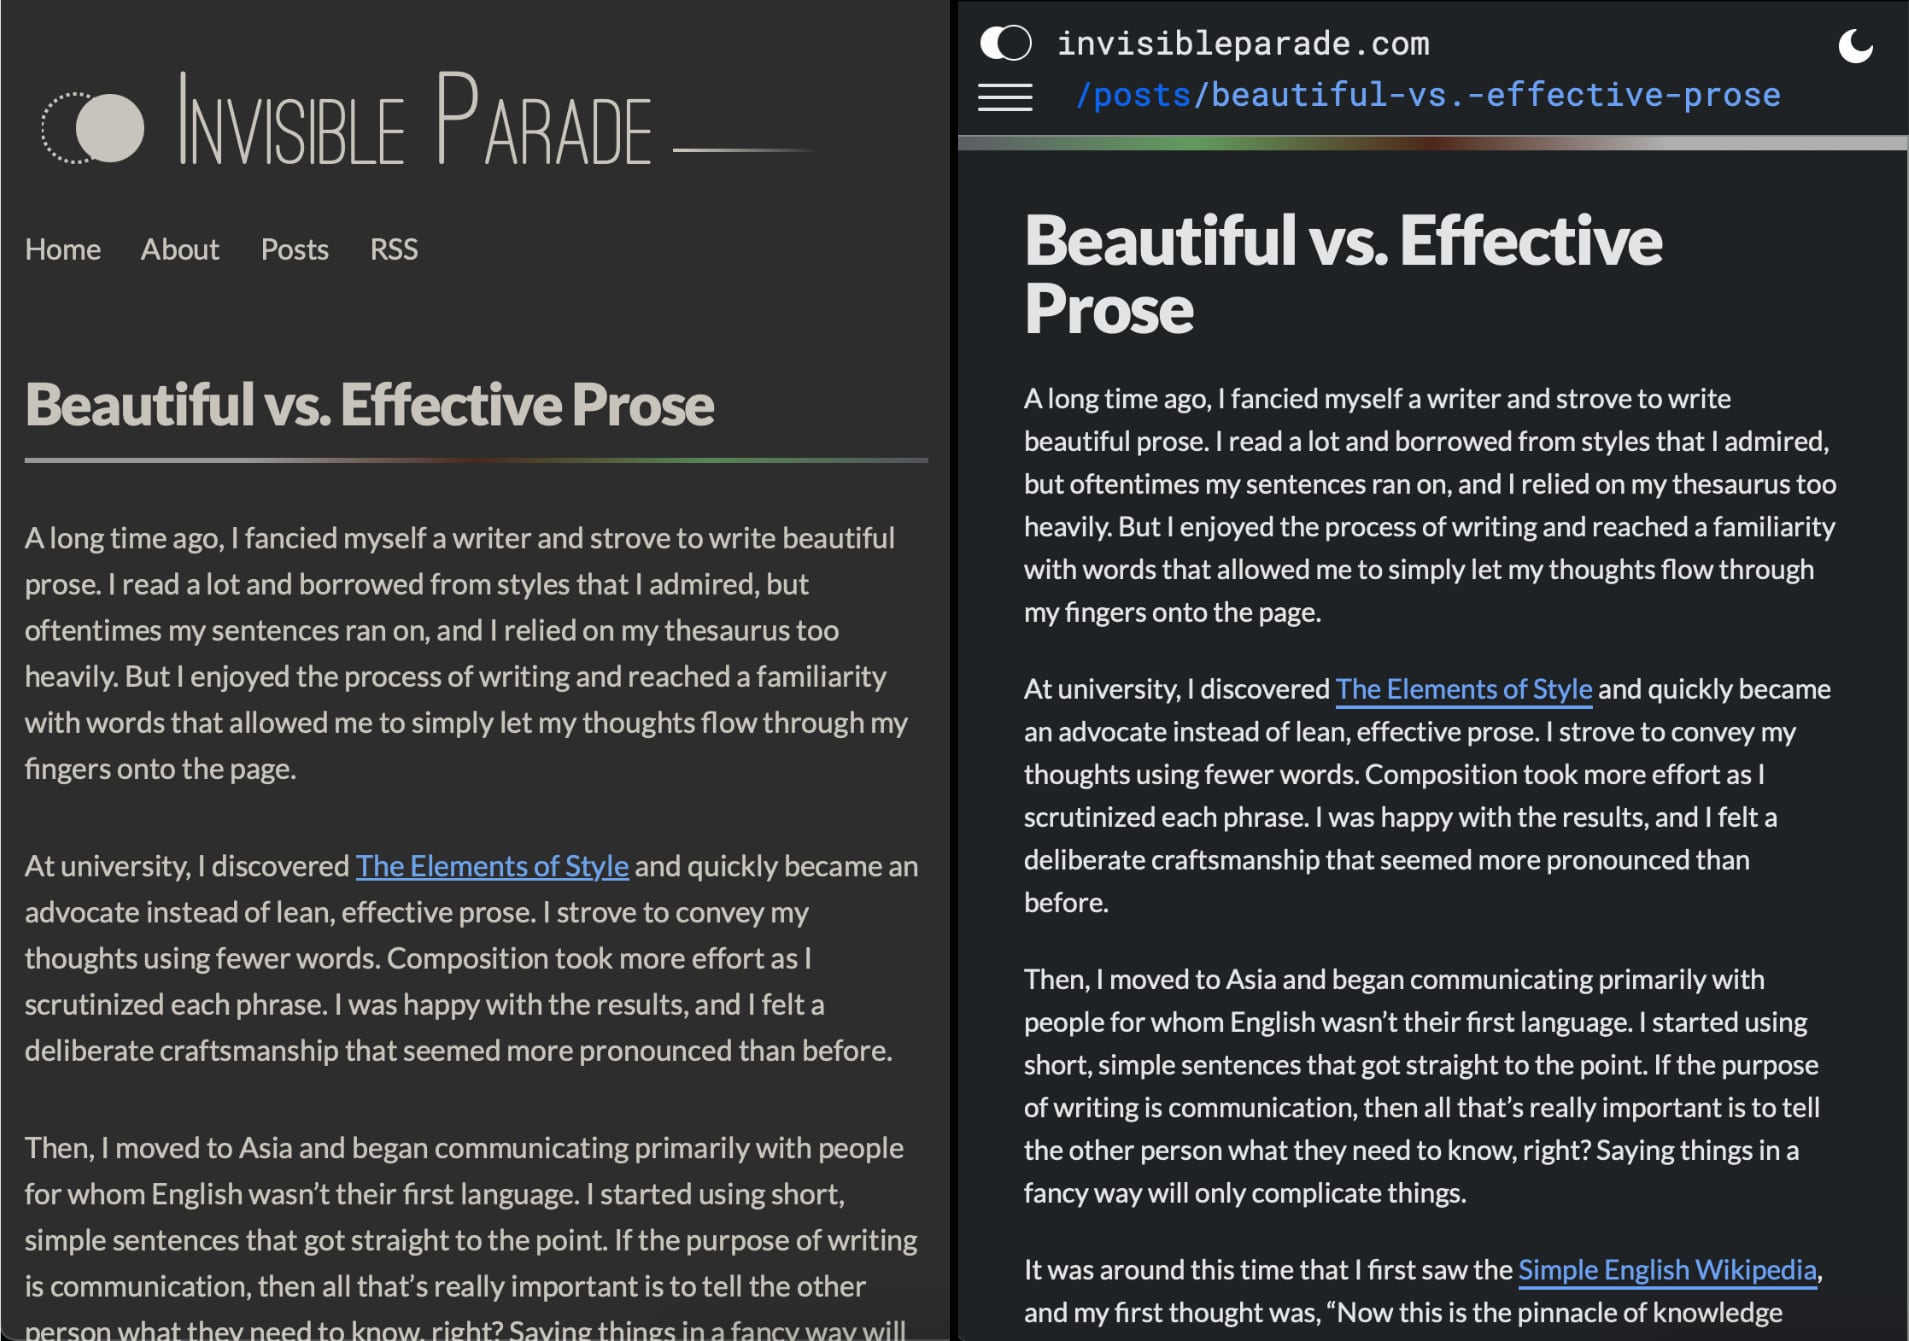 Invisible Parade
Home About Posts RSS
Beautiful vs. Effective Prose
A long time ago, I fancied myself a writer and strove to write beautiful
prose. I read a lot and borrowed from styles that I admired, but
oftentimes my sentences ran on, and I relied on my thesaurus too
heavily. But I enjoyed the process of writing and reached a familiarity
with words that allowed me to simply let my thoughts flow through my
fingers onto the page.
At university, I discovered The Elements of Style and quickly became an
advocate instead of lean, effective prose. I strove to convey my
thoughts using fewer words. Composition took more effort as I
scrutinized each phrase. I was happy with the results, and I felt a
deliberate craftsmanship that seemed more pronounced than before.
Then, I moved to Asia and began communicating primarily with people
for whom English wasn’t their first language. I started using short,
simple sentences that got straight to the point. If the purpose of writing
is communication, then all that’s really important is to tell the other
person what they need to know, right? Saying things in a fancy way will
invisibleparade.com
/posts/beautiful-vs.-effective-prose
Beautiful vs. Effective
Prose
A long time ago, I fancied myself a writer and strove to write
beautiful prose. I read a lot and borrowed from styles that I admired,
but oftentimes my sentences ran on, and I relied on my thesaurus too
heavily. But I enjoyed the process of writing and reached a familiarity
with words that allowed me to simply let my thoughts flow through
my fingers onto the page.
At university, I discovered The Elements of Style and quickly became
an advocate instead of lean, effective prose. I strove to convey my
thoughts using fewer words. Composition took more effort as I
scrutinized each phrase. I was happy with the results, and I felt a
deliberate craftsmanship that seemed more pronounced than
before.
Then, I moved to Asia and began communicating primarily with
people for whom English wasn’t their first language. I started using
short, simple sentences that got straight to the point. If the purpose
of writing is communication, then all that’s really important is to tell
the other person what they need to know, right? Saying things in a
fancy way will only complicate things.
It was around this time that I first saw the Simple English Wikipedia,
and my first thought was, “Now this is the pinnacle of knowledge